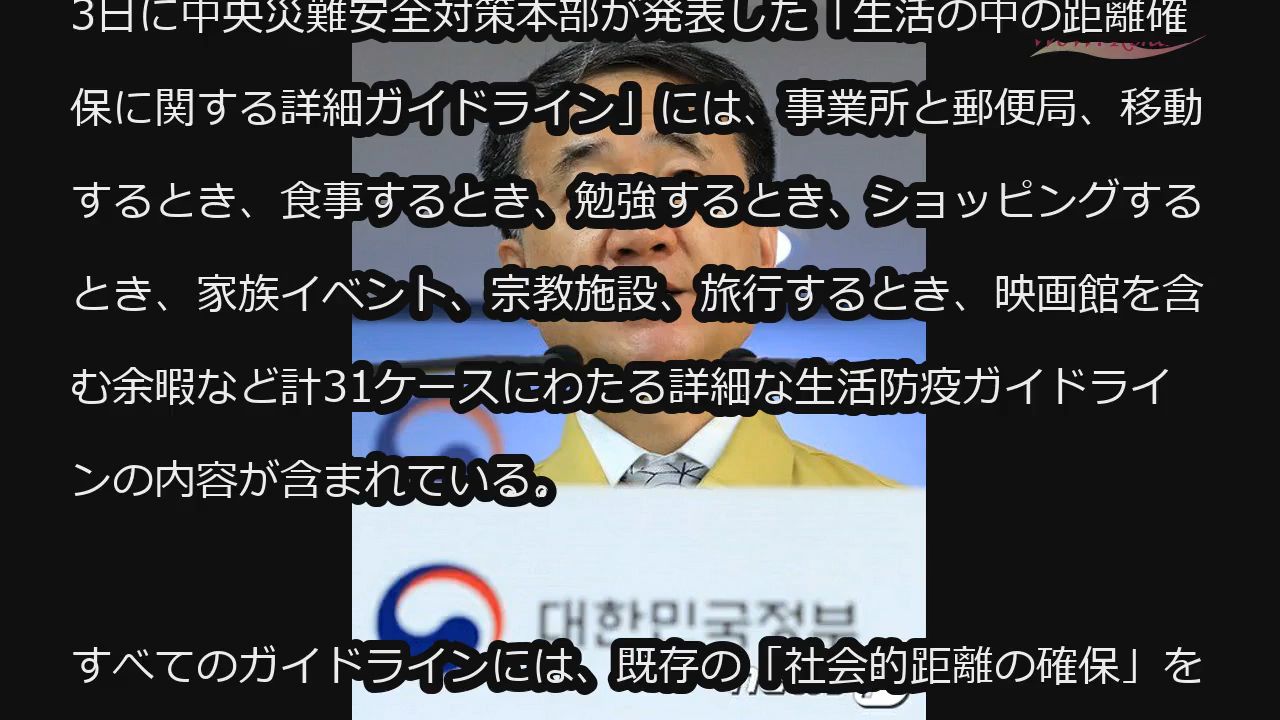 3日に中央災難安全対策本部が発表した「生活の中の距離確
保に関する詳細ガイドライン」には、事業所と郵便局、移動
するとき、食事するとき、勉強するとき、ショッピングする
とき、家族イベント、宗教施設、旅行するとき、映画館を含
む余暇など計31ケースにわたる詳細な生活防疫ガイドライ
ンの内容が含まれている。
대한민국정부
すべてのガイドラインには、既存の「社会的距離の確保」を